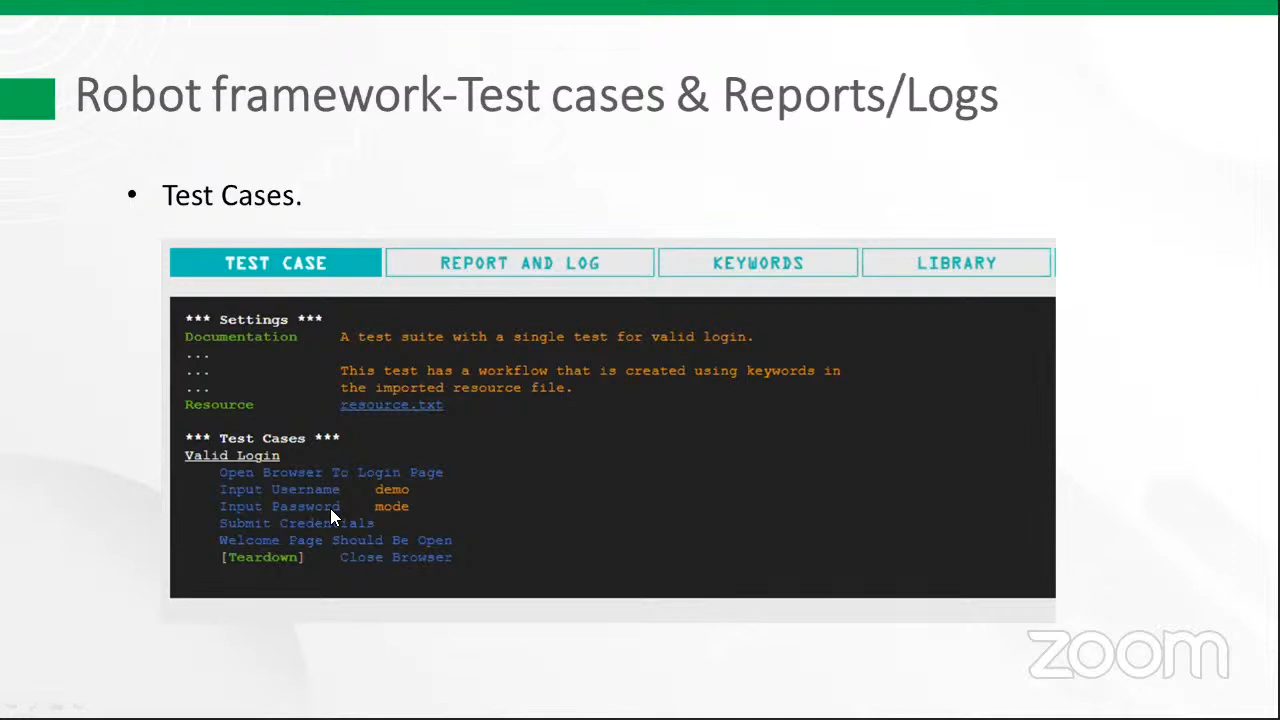 Robot framework-Test cases & Reports/Logs
• Test Cases.
TEST CASE REPORT AND LOG KEYWORDS LIBRARY
*** Settings ***
Documentation A test suite with a single test for valid login.
...
... This test has a workflow that is created using keywords in
... the imported resource file.
Resource resource.txt
*** Test Cases ***
Valid Login
Open Browser To Login Page
Input Username demo
Input Password mode
Submit Credentials
Welcome Page Should Be Open
[Teardown] Close Browser
zoom